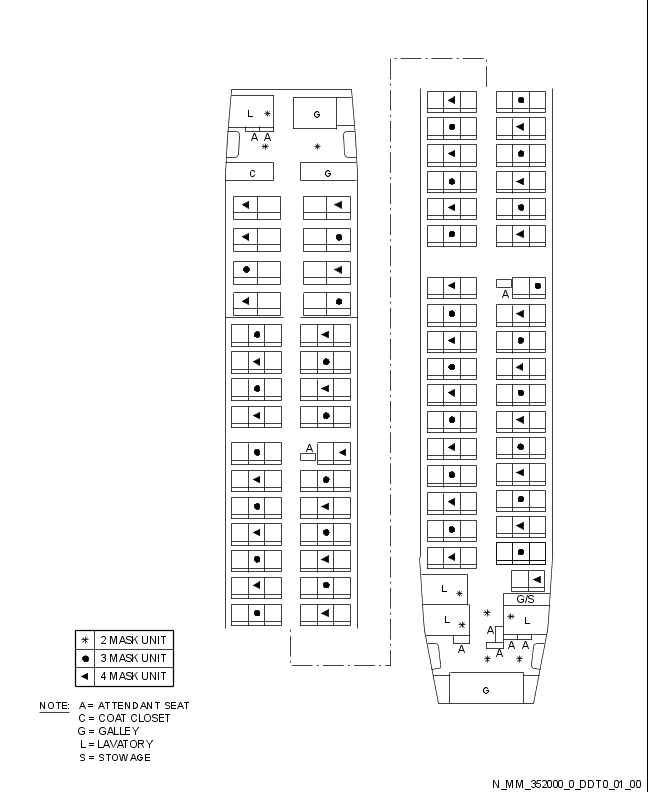 L
G
A A
C
G
A
A
L
G/S
L
L
A
A
A A
A
G
2 MASK UNIT
3 MASK UNIT
4 MASK UNIT
NOTE: A = ATTENDANT SEAT
C = COAT CLOSET
G = GALLEY
L = LAVATORY
S = STOWAGE
N_MM_352000_0_DDT0_01_00